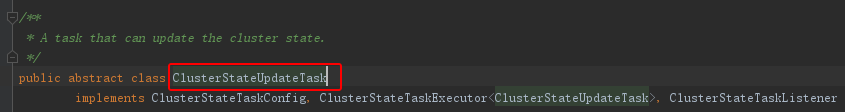 /**
* A task that can update the cluster state.
*/
public abstract class ClusterStateUpdateTask
implements ClusterStateTaskConfig, ClusterStateTaskExecutor<ClusterStateUpdateTask>, ClusterStateTaskListener